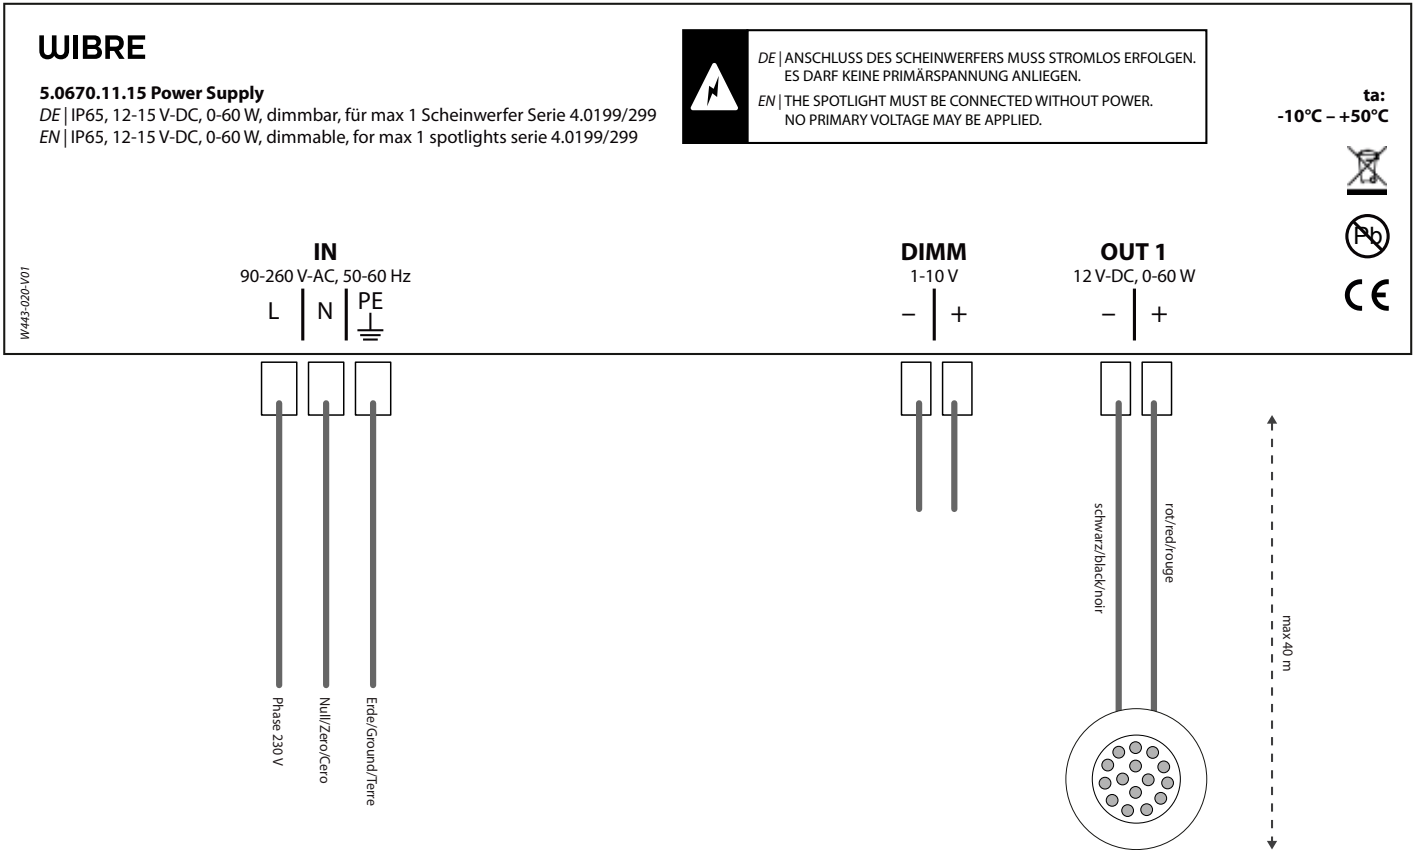 WIBRE
5.0670.11.15 Power Supply
DE | IP65, 12-15 V-DC, 0-60 W, dimmbar, für max 1 Scheinwerfer Serie 4.0199/299
EN | IP65, 12-15 V-DC, 0-60 W, dimmable, for max 1 spotlights serie 4.0199/299
DE | ANSCHLUSS DES SCHEINWERFERS MUSS STROMLOS ERFOLGEN.
ES DARF KEINE PRIMÄRSPANNUNG ANLIEGEN.
EN | THE SPOTLIGHT MUST BE CONNECTED WITHOUT POWER.
NO PRIMARY VOLTAGE MAY BE APPLIED.
ta:
-10°C – +50°C
Pb
CE
W443-020-V01
IN
90-260 V-AC, 50-60 Hz
L N PE
DIMM
1-10 V
– +
OUT 1
12 V-DC, 0-60 W
– +
Phase 230 V
Null/Zero/Cero
Erde/Ground/Terre
schwarz/black/noir
rot/red/rouge
max 40 m